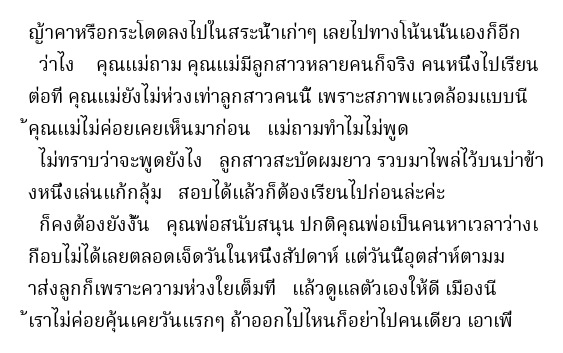 ญ้าคาหรือกระโดดลงไปในสระน้ำเก่าๆ เลยไปทางโน้นนั่นเองก็อีก
ว่าไง คุณแม่ถาม คุณแม่มีลูกสาวหลายคนก็จริง คนหนึ่งไปเรียน
ต่อที่ คุณแม่ยังไม่ห่วงเท่าลูกสาวคนนี้ เพราะสภาพแวดล้อมแบบนี
้คุณแม่ไม่ค่อยเคยเห็นมาก่อน แม่ถามทำไมไม่พูด
ไม่ทราบว่าจะพูดยังไง ลูกสาวสะบัดผมยาว รวบมาไพล่ไว้บนบ่าข้า
งหนึ่งเล่นแก้กลุ้ม สอบได้แล้วก็ต้องเรียนไปก่อนล่ะค่ะ
ก็คงต้องยังงั้น คุณพ่อสนับสนุน ปกติคุณพ่อเป็นคนหาเวลาว่างเ
กือบไม่ได้เลยตลอดเจ็ดวันในหนึ่งสัปดาห์ แต่วันนี้อุตส่าห์ตามม
าส่งลูกก็เพราะความห่วงใยเต็มที่ แล้วดูแลตัวเองให้ดี เมืองนี
้เราไม่ค่อยคุ้นเคยวันแรกๆ ถ้าออกไปไหนก็อย่าไปคนเดียว เอาเพื่